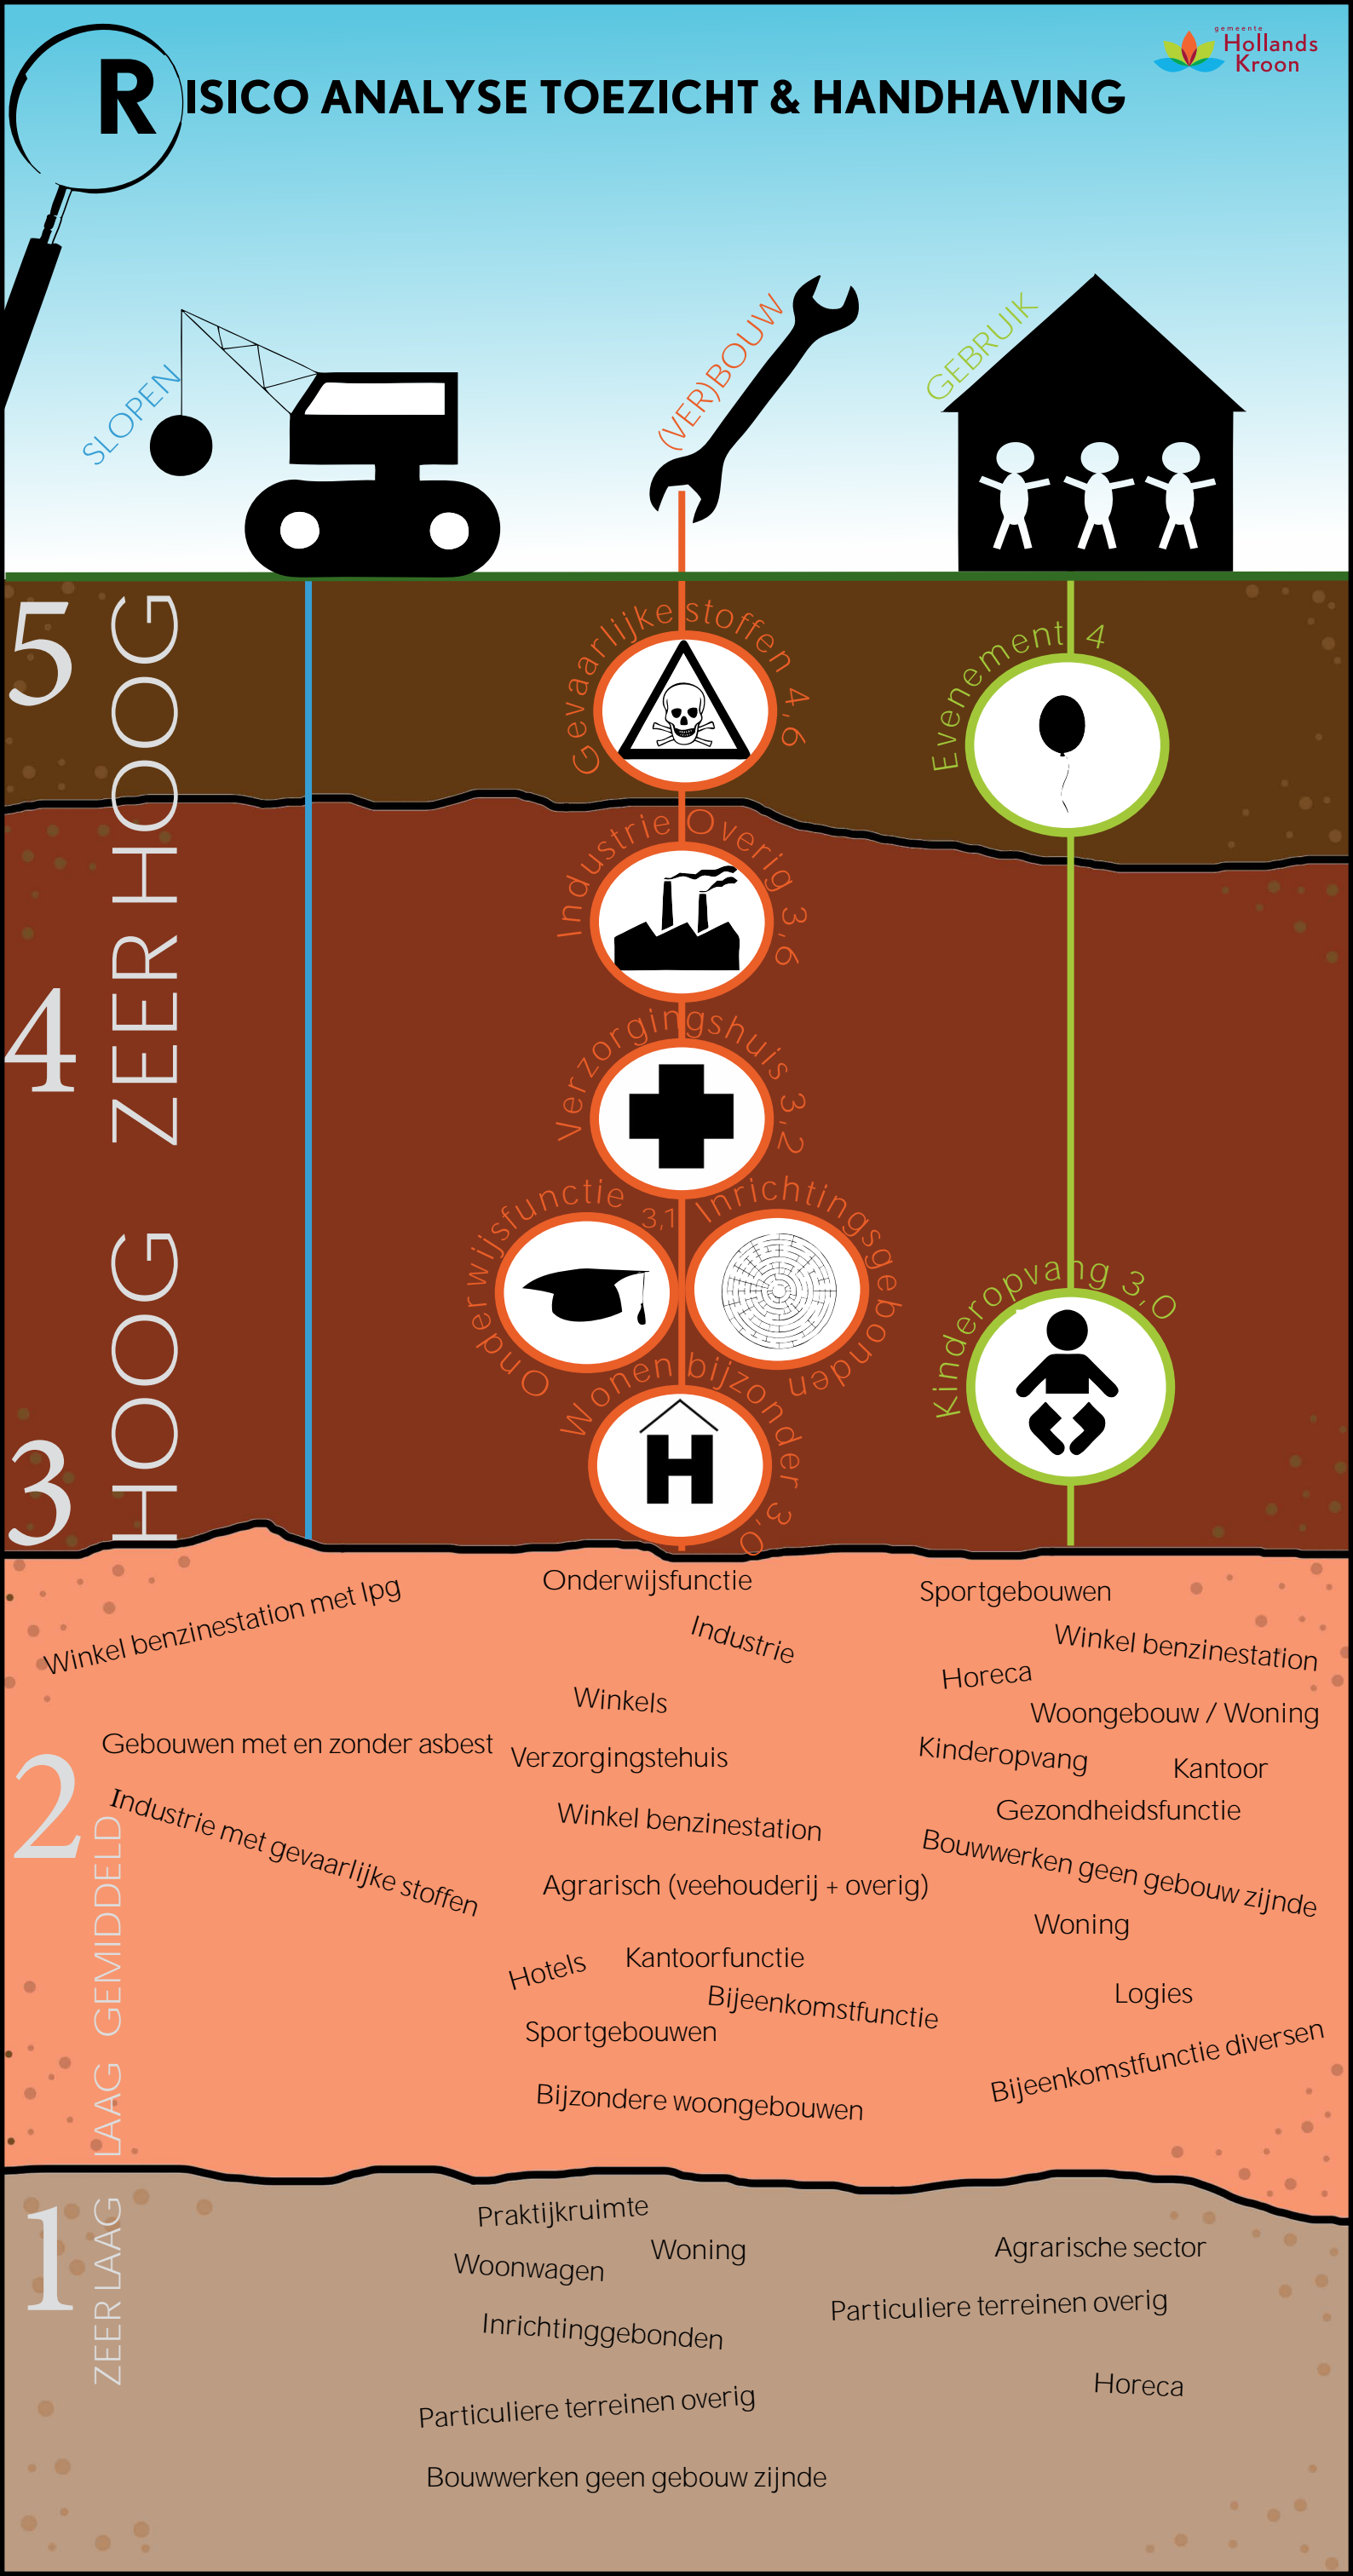 gemeente
Hollands
Kroon
RISICO ANALYSE TOEZICHT & HANDHAVING
SLOPEN
(VER)BOUW
GEBRUIK
5
ZEER HOOG
Gevaarlijke stoffen 4,6
Evenement 4
Industrie Overig 3,6
4
Verzorgingshuis 3,2
HOOG
Onderwijsfunctie 3,1
Inrichtingsgebonden
Kinderopvang 3,0
3
Wonen bijzonder 3,0
Winkel benzinestation met lpg
Gebouwen met en zonder asbest
Industrie met gevaarlijke stoffen
Onderwijsfunctie
Industrie
Winkels
Verzorgingstehuis
Winkel benzinestation
Agrarisch (veehouderij + overig)
Hotels
Kantoorfunctie
Bijeenkomstfunctie
Sportgebouwen
Bijzondere woongebouwen
Sportgebouwen
Winkel benzinestation
Horeca
Woongebouw / Woning
Kinderopvang
Kantoor
Gezondheidsfunctie
Bouwwerken geen gebouw zijnde
Woning
Logies
Bijeenkomstfunctie diversen
2
GEMIDDELD
LAAG
1
ZEER LAAG
Praktijkruimte
Woning
Woonwagen
Inrichtinggebonden
Particuliere terreinen overig
Bouwwerken geen gebouw zijnde
Agrarische sector
Particuliere terreinen overig
Horeca